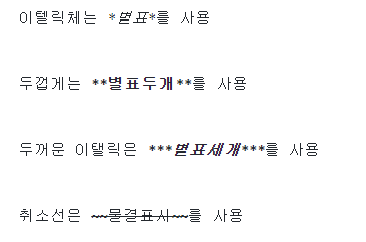 이텔릭체는 *별표*를 사용
두껍게는 **별표두개**를 사용
두꺼운 이탤릭은 ***별표세개***를 사용
취소선은 ~~물결표시~~를 사용